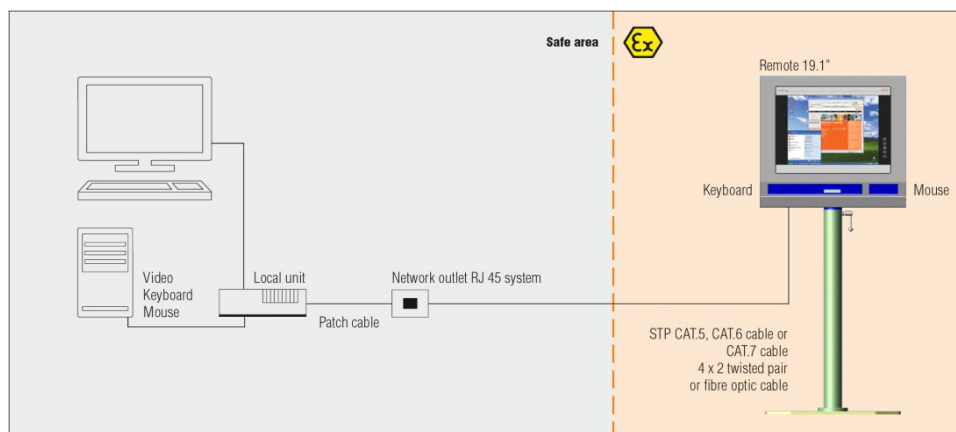 Safe area
Ex
Remote 19.1"
Keyboard
Mouse
Video
Keyboard
Mouse
Local unit
Network outlet RJ 45 system
Patch cable
STP CAT.5, CAT.6 cable or
CAT.7 cable
4 x 2 twisted pair
or fibre optic cable